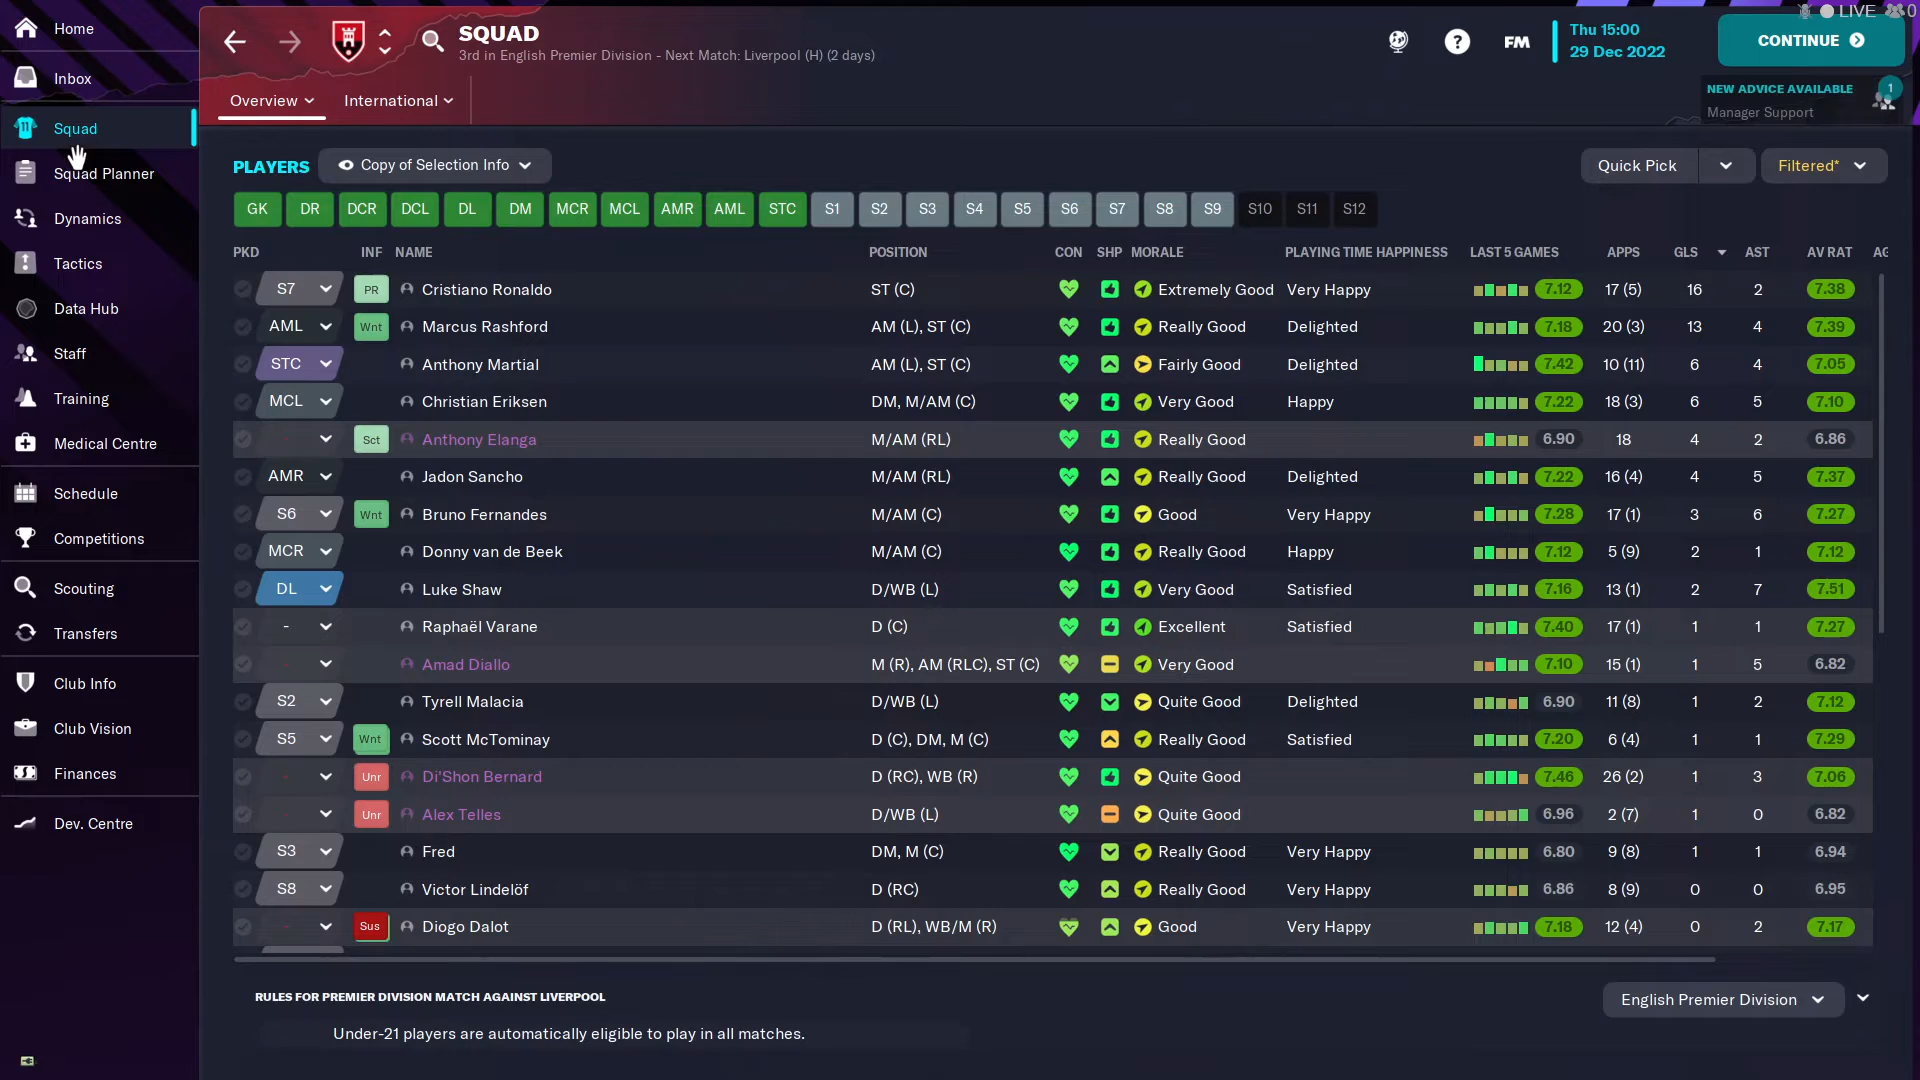 Home
Inbox
Squad
Squad Planner
Dynamics
Tactics
Data Hub
Staff
Training
Medical Centre
Schedule
Competitions
Scouting
Transfers
Club Info
Club Vision
Finances
Dev. Centre
SQUAD
3rd in English Premier Division - Next Match: Liverpool (H) (2 days)
? FM
Thu 15:00
29 Dec 2022
LIVE 0
CONTINUE
Overview International
NEW ADVICE AVAILABLE 1
Manager Support
PLAYERS Copy of Selection Info Quick Pick Filtered*
GK DR DCR DCL DL DM MCR MCL AMR AML STC S1 S2 S3 S4 S5 S6 S7 S8 S9 S10 S11 S12
PKD INF NAME POSITION CON SHP MORALE PLAYING TIME HAPPINESS LAST 5 GAMES APPS GLS AST AV RAT AG
S7 PR Cristiano Ronaldo ST (C) Extremely Good Very Happy 7.12 17 (5) 16 2 7.38
AML Wnt Marcus Rashford AM (L), ST (C) Really Good Delighted 7.18 20 (3) 13 4 7.39
STC Anthony Martial AM (L), ST (C) Fairly Good Delighted 7.42 10 (11) 6 4 7.05
MCL Christian Eriksen DM, M/AM (C) Very Good Happy 7.22 18 (3) 6 5 7.10
- Sct Anthony Elanga M/AM (RL) Really Good 6.90 18 4 2 6.86
AMR Jadon Sancho M/AM (RL) Really Good Delighted 7.22 16 (4) 4 5 7.37
S6 Wnt Bruno Fernandes M/AM (C) Good Very Happy 7.28 17 (1) 3 6 7.27
MCR Donny van de Beek M/AM (C) Really Good Happy 7.12 5 (9) 2 1 7.12
DL Luke Shaw D/WB (L) Very Good Satisfied 7.16 13 (1) 2 7 7.51
- Raphaël Varane D (C) Excellent Satisfied 7.40 17 (1) 1 1 7.27
- Amad Diallo M (R), AM (RLC), ST (C) Very Good 7.10 15 (1) 1 5 6.82
S2 Tyrell Malacia D/WB (L) Quite Good Delighted 6.90 11 (8) 1 2 7.12
S5 Wnt Scott McTominay D (C), DM, M (C) Really Good Satisfied 7.20 6 (4) 1 1 7.29
- Unr Di'Shon Bernard D (RC), WB (R) Quite Good 7.46 26 (2) 1 3 7.06
- Unr Alex Telles D/WB (L) Quite Good 6.96 2 (7) 1 0 6.82
S3 Fred DM, M (C) Really Good Very Happy 6.80 9 (8) 1 1 6.94
S8 Victor Lindelöf D (RC) Really Good Very Happy 6.86 8 (9) 0 0 6.95
- Sus Diogo Dalot D (RL), WB/M (R) Good Very Happy 7.18 12 (4) 0 2 7.17
RULES FOR PREMIER DIVISION MATCH AGAINST LIVERPOOL
English Premier Division
Under-21 players are automatically eligible to play in all matches.